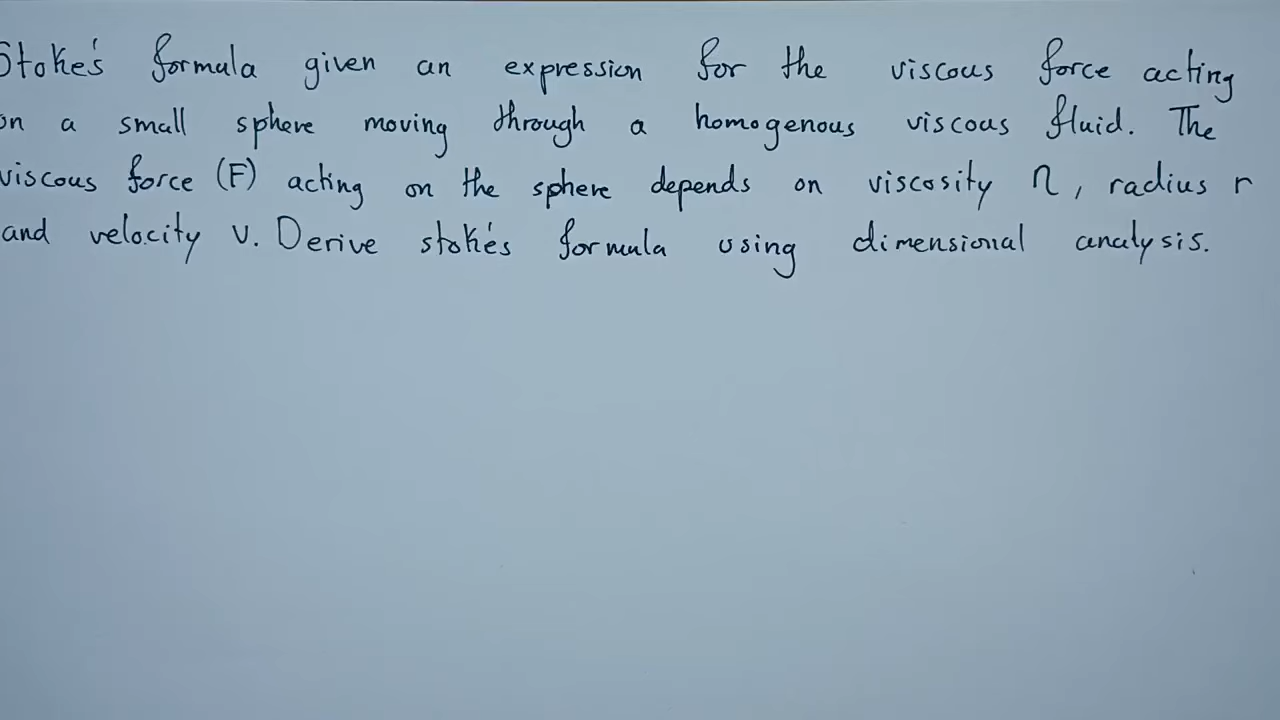 Stoke's formula given an expression for the viscous force acting
on a small sphere moving through a homogenous viscous fluid. The
viscous force (F) acting on the sphere depends on viscosity η, radius r
and velocity v. Derive stoke's formula using dimensional analysis.